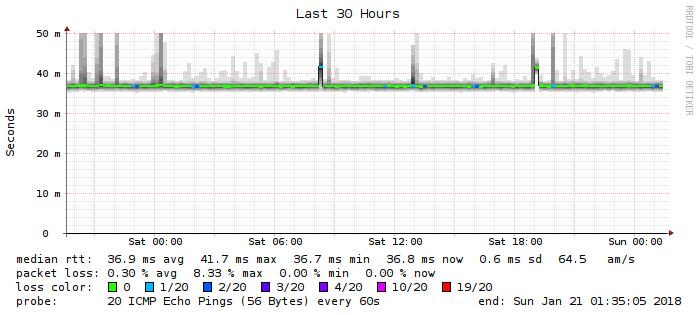 Last 30 Hours
RRDTOOL / TOBI OETIKER
Seconds
50 m
40 m
30 m
20 m
10 m
0
Sat 00:00 Sat 06:00 Sat 12:00 Sat 18:00 Sun 00:00
median rtt: 36.9 ms avg 41.7 ms max 36.7 ms min 36.8 ms now 0.6 ms sd 64.5 am/s
packet loss: 0.30 % avg 8.33 % max 0.00 % min 0.00 % now
loss color: 0 1/20 2/20 3/20 4/20 10/20 19/20
probe: 20 ICMP Echo Pings (56 Bytes) every 60s end: Sun Jan 21 01:35:05 2018